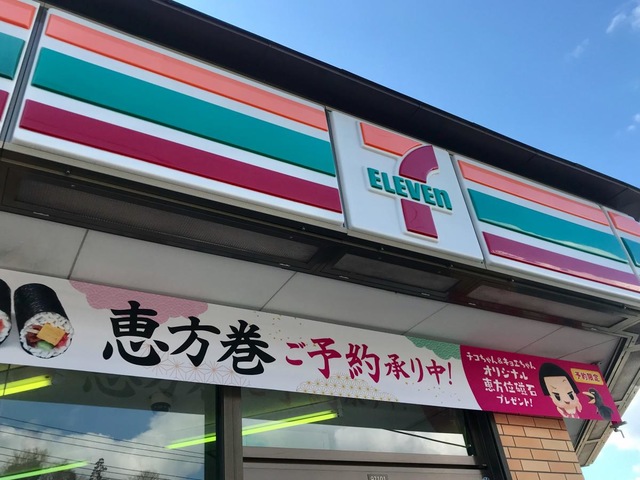 7
ELEVEn
恵方巻 ご予約承り中!
チコちゃん&キョエちゃん
オリジナル
恵方位磁石
プレゼント!
予約限定